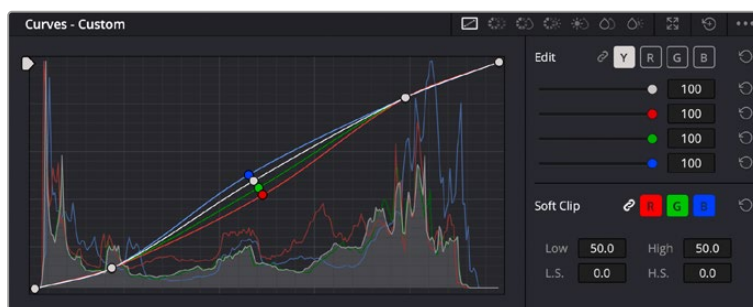 Curves - Custom
Edit Y R G B
100
100
100
100
Soft Clip R G B
Low 50.0 High 50.0
L.S. 0.0 H.S. 0.0